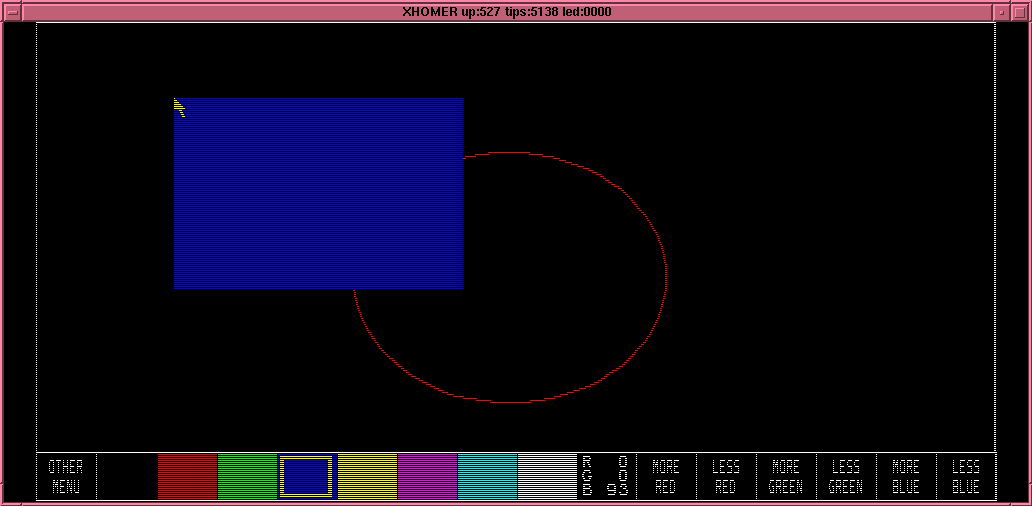 XHOMER up:527 tips:5138 led:0000
OTHER
MENU
R 0
G 0
B 93
MORE
RED
LESS
RED
MORE
GREEN
LESS
GREEN
MORE
BLUE
LESS
BLUE